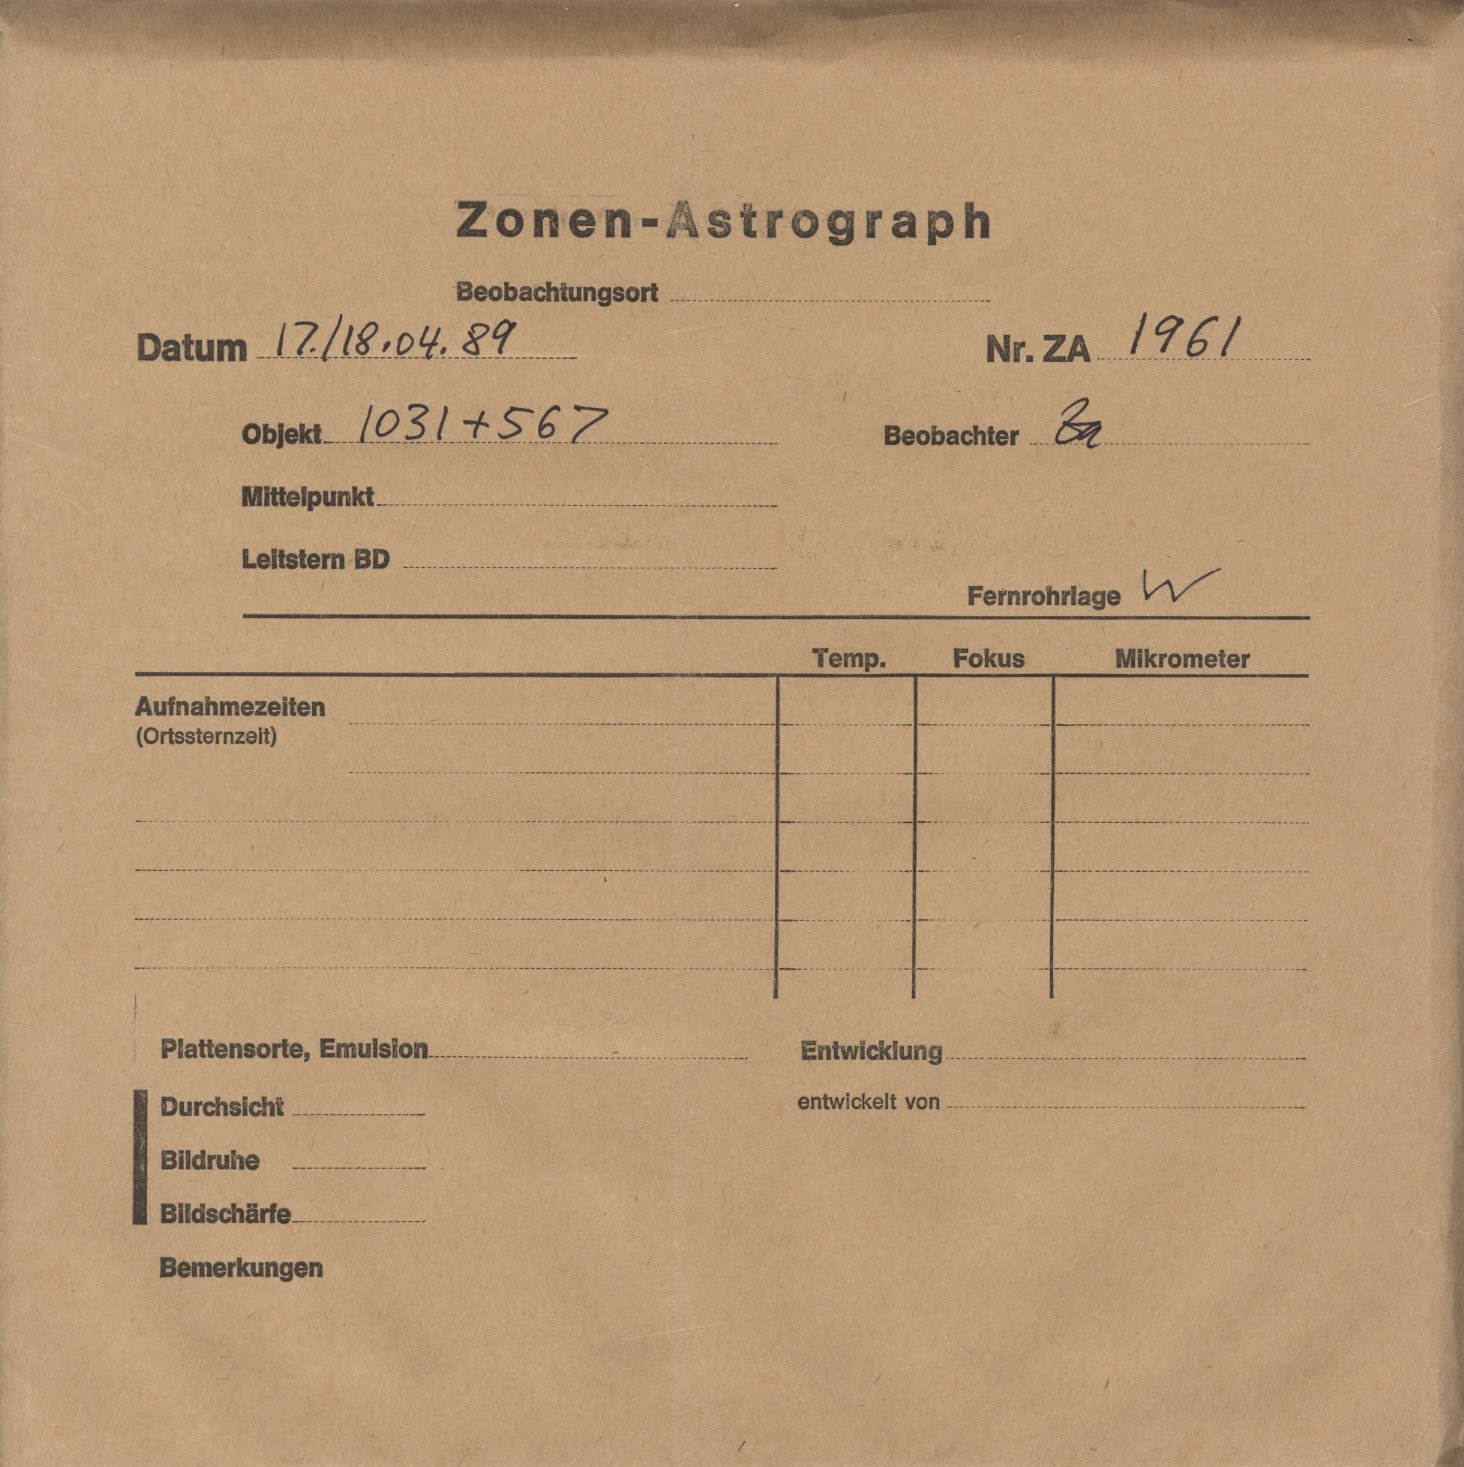 Zonen-Astrograph
Beobachtungsort
Datum 17./18.04.89 Nr. ZA 1961
Objekt 1031+567 Beobachter
Mittelpunkt
Leitstern BD
Fernrohrlage W
Temp. Fokus Mikrometer
Aufnahmezeiten
(Ortssternzeit)
Plattensorte, Emulsion Entwicklung
Durchsicht entwickelt von
Bildruhe
Bildschärfe
Bemerkungen